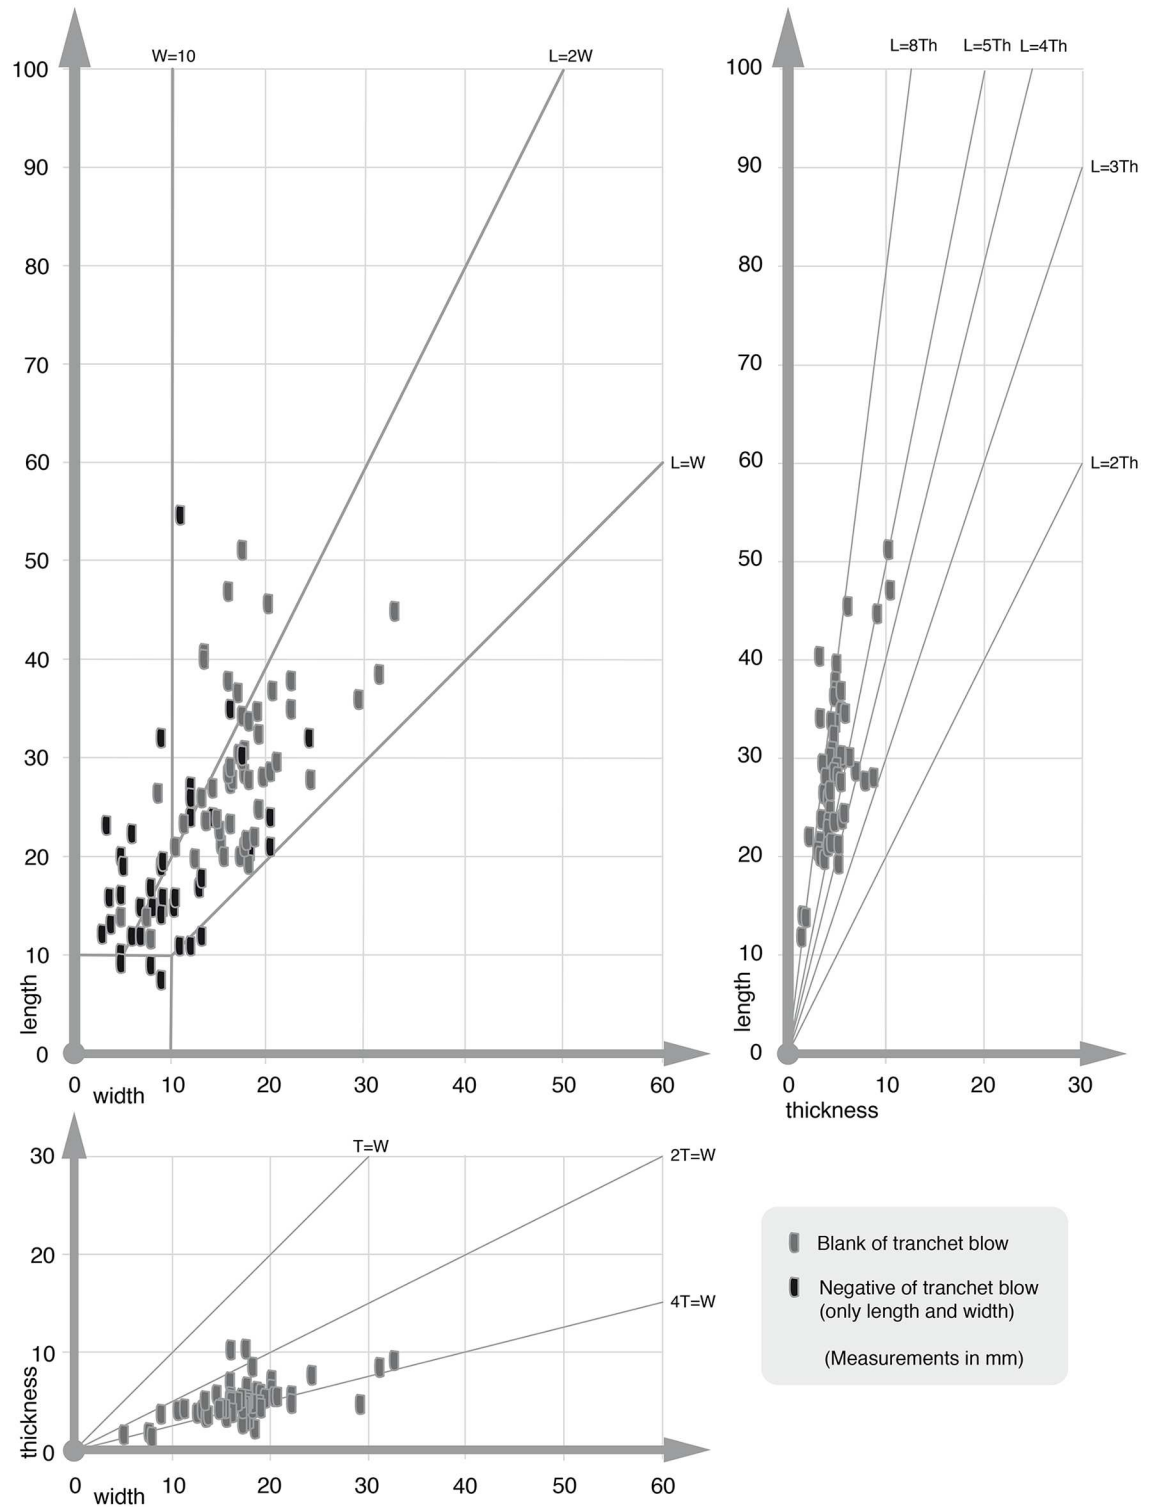 W=10
L=2W
100
90
80
70
60
50
40
30
20
10
0
L=W
length
0
10
20
30
40
50
60
width
L=8Th
L=5Th
L=4Th
100
90
80
70
60
50
40
30
20
10
0
L=3Th
L=2Th
length
0
10
20
30
thickness
T=W
30
20
10
0
2T=W
4T=W
thickness
0
10
20
30
40
50
60
width
Blank of tranchet blow
Negative of tranchet blow
(only length and width)
(Measurements in mm)